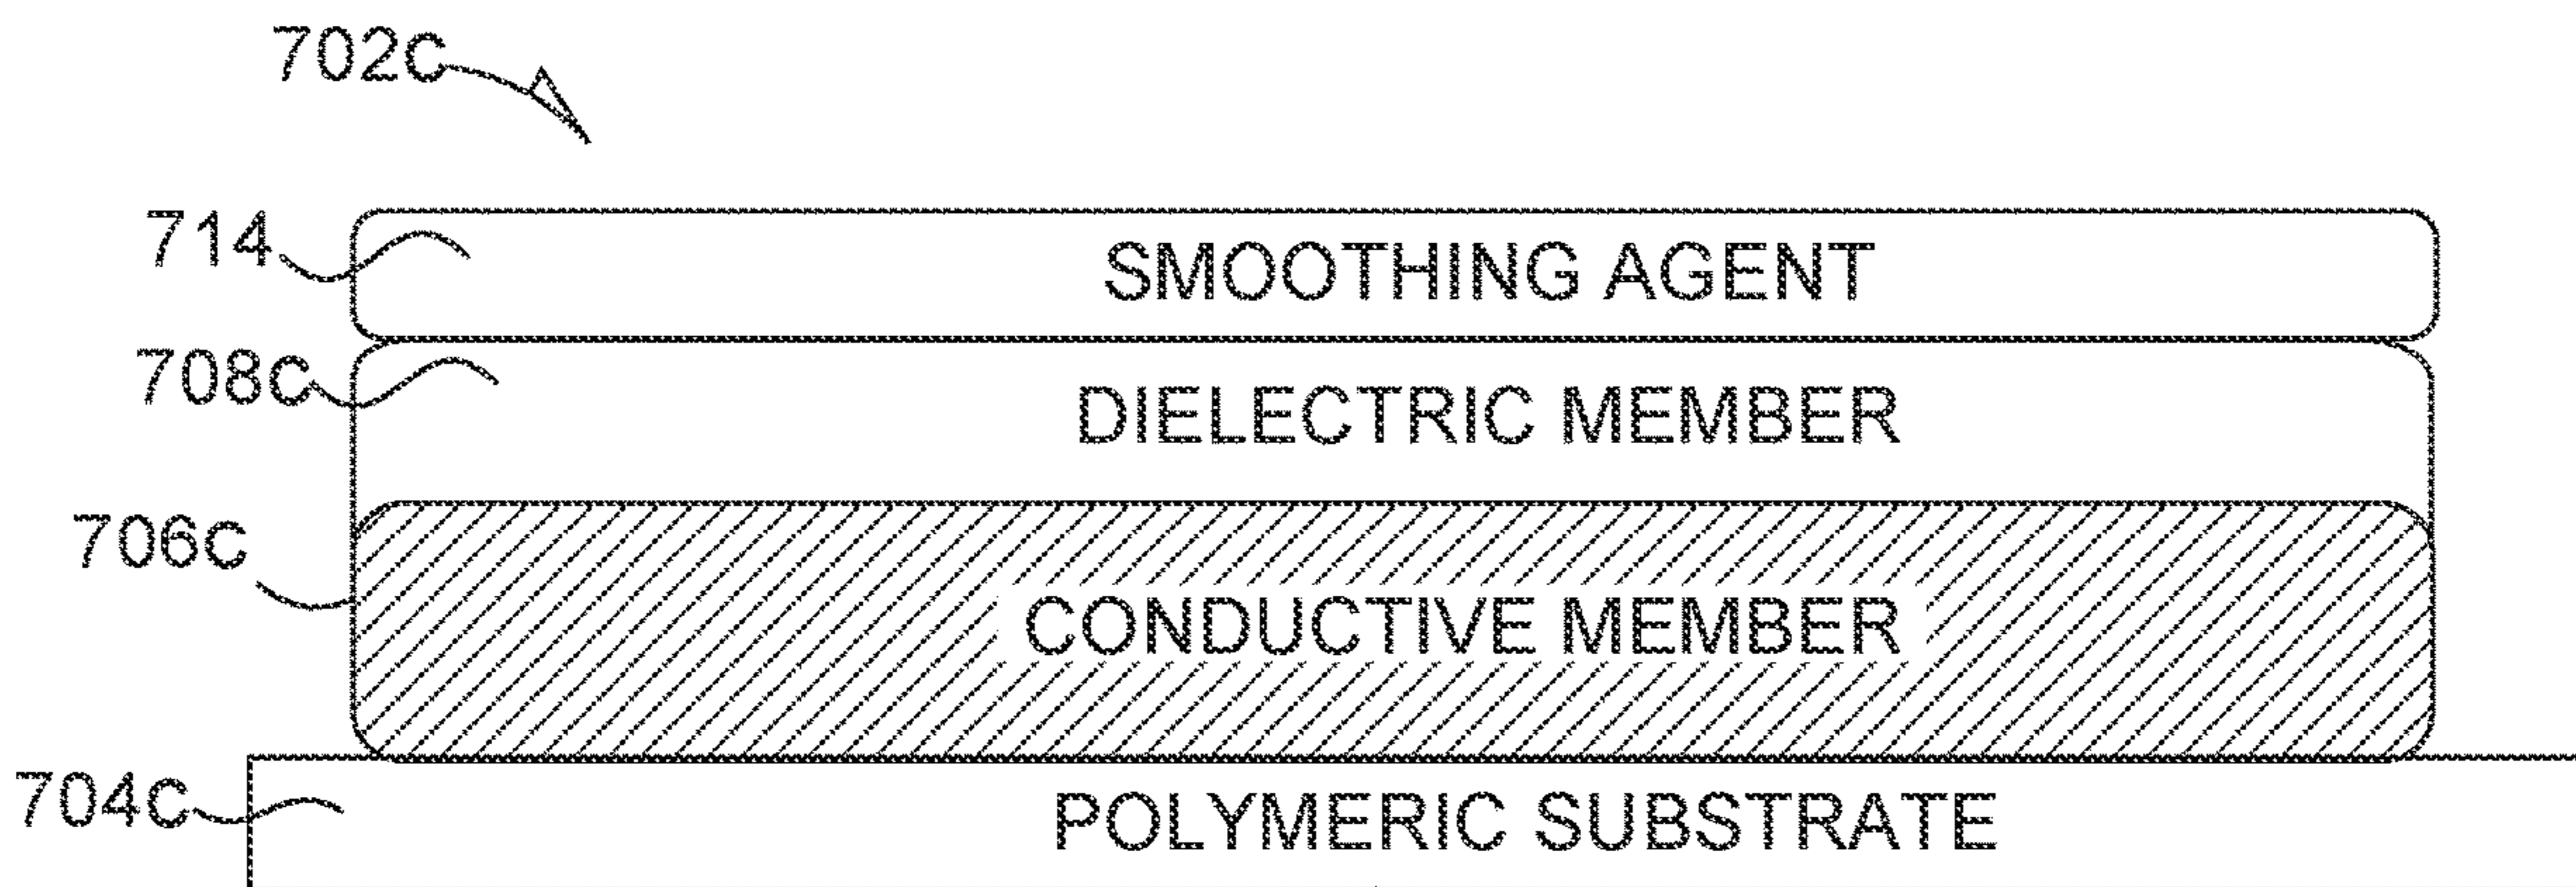 702C
714
SMOOTHING AGENT
708C
DIELECTRIC MEMBER
706C
CONDUCTIVE MEMBER
704C
POLYMERIC SUBSTRATE